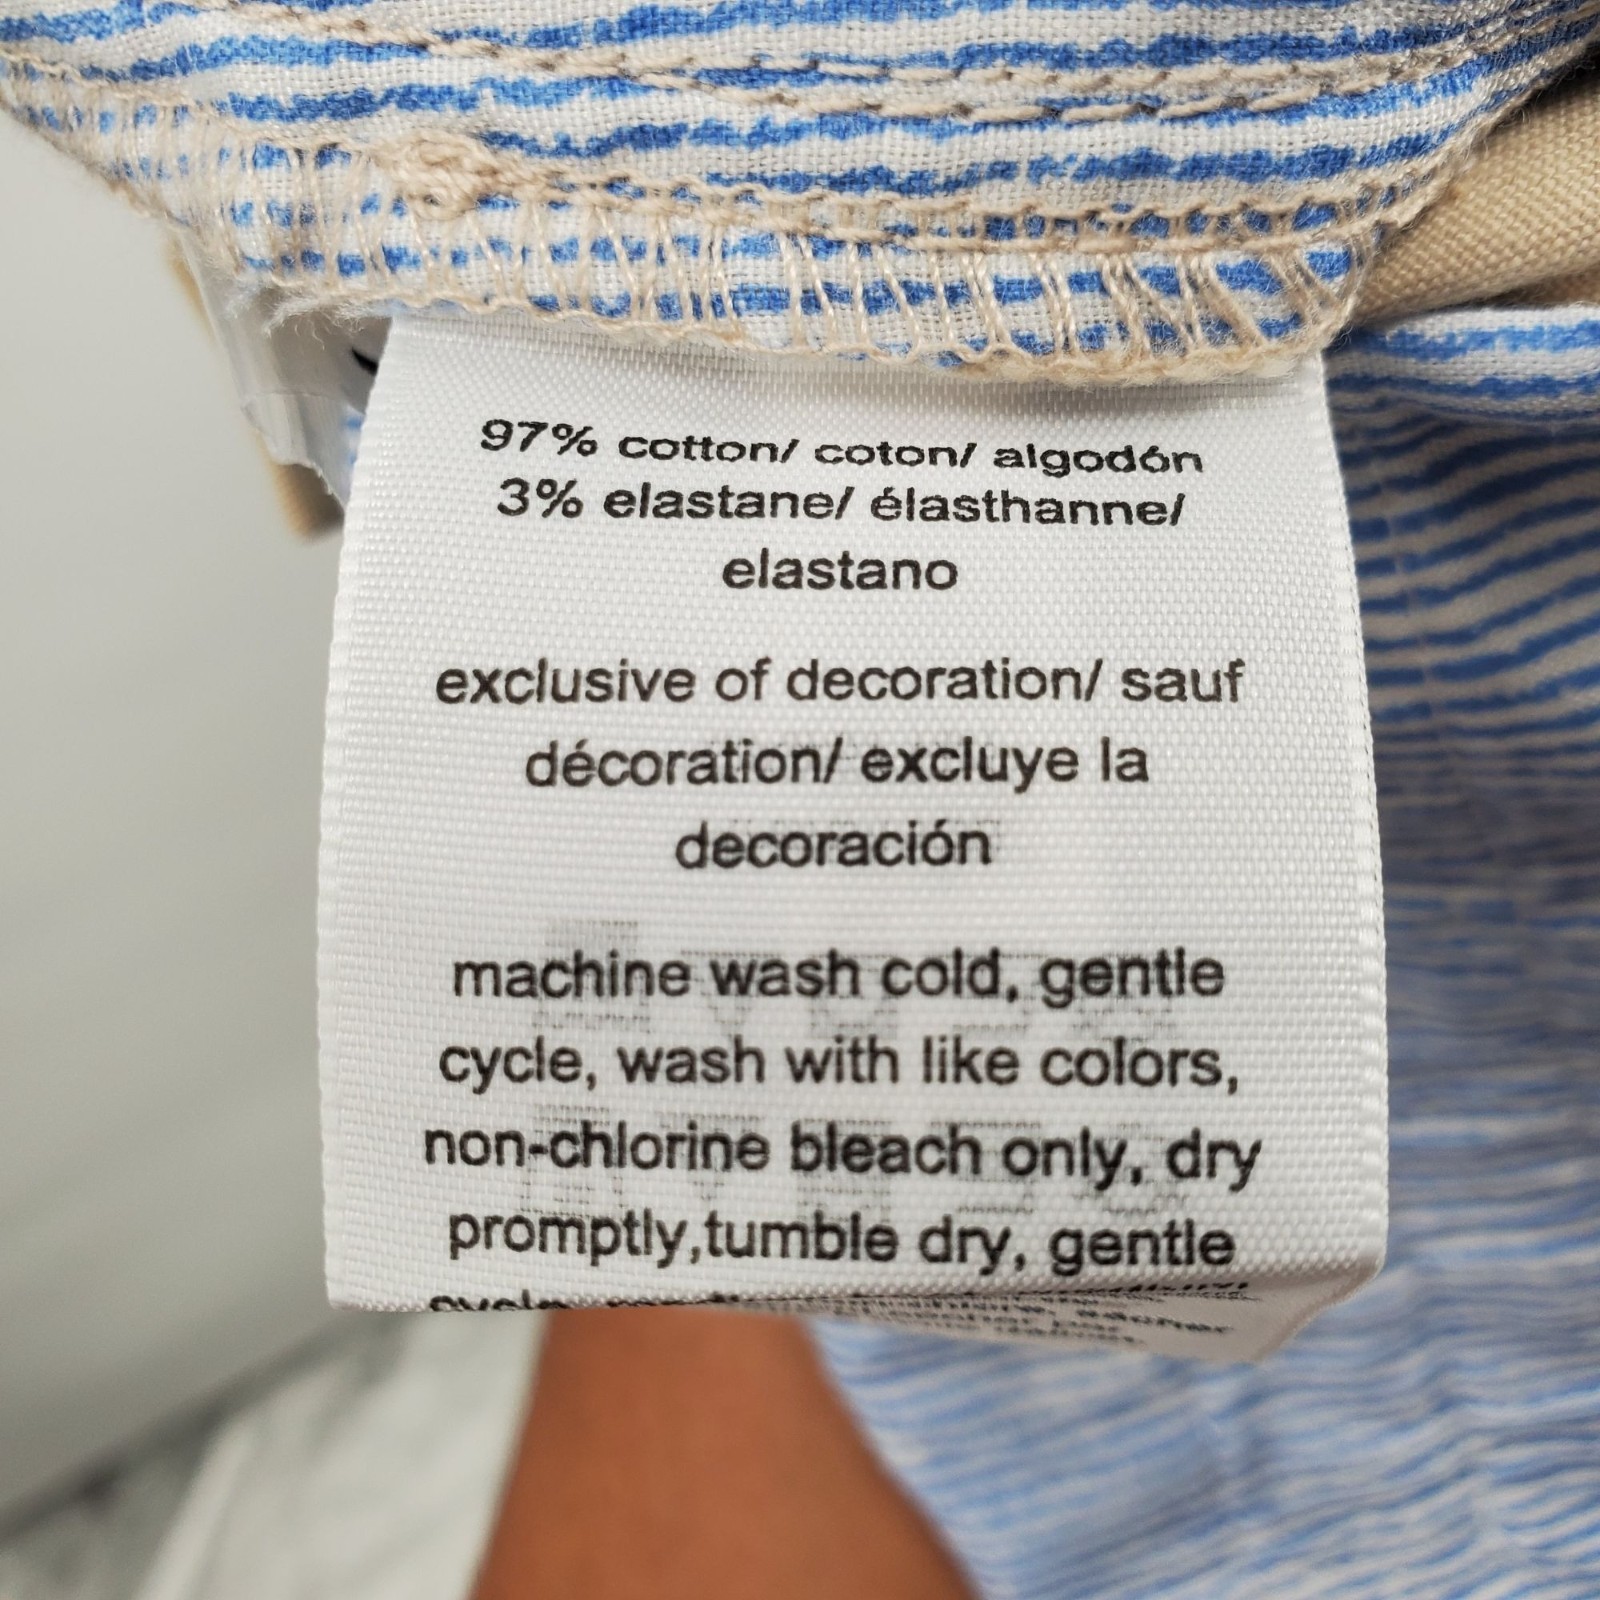 97% cotton/ coton/ algodón
3% elastane/ élasthanne/
elastano
exclusive of decoration/ sauf
décoration/ excluye la
decoración
machine wash cold, gentle
cycle, wash with like colors,
non-chlorine bleach only, dry
promptly,tumble dry, gentle